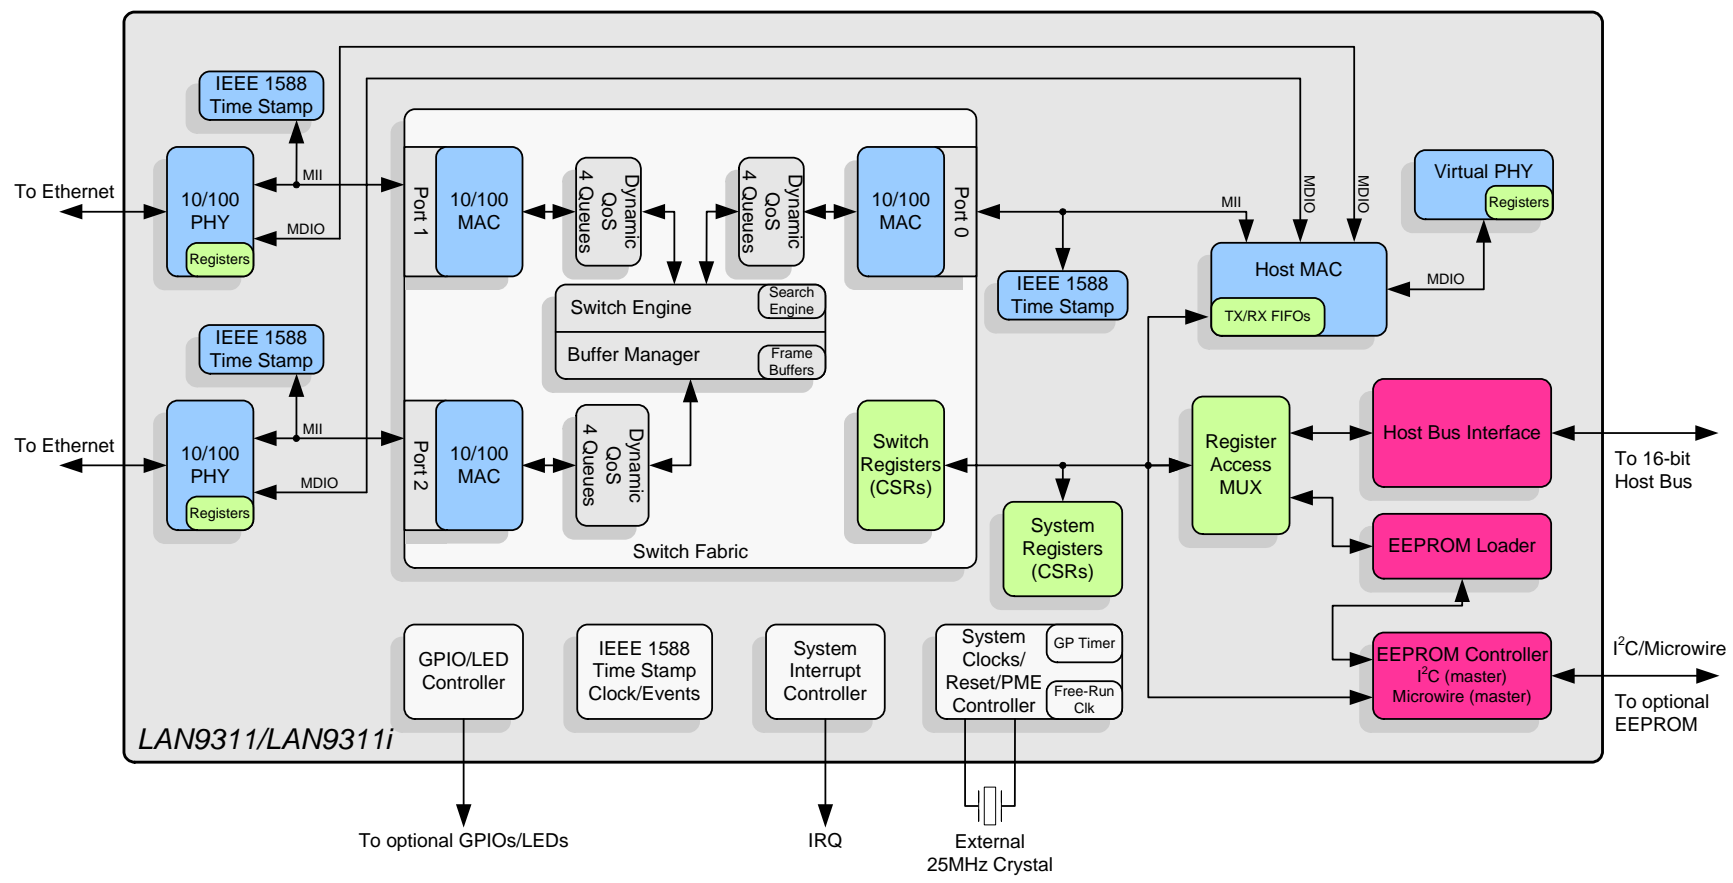 IEEE 1588
Time Stamp
To Ethernet
10/100
PHY
Registers
MII
MDIO
Port 1
10/100
MAC
Dynamic
QoS
4 Queues
Dynamic
QoS
4 Queues
10/100
MAC
Port 0
MII
MDIO
MDIO
Virtual PHY
Registers
Host MAC
TX/RX FIFOs
MDIO
IEEE 1588
Time Stamp
Switch Engine
Search
Engine
Buffer Manager
Frame
Buffers
IEEE 1588
Time Stamp
To Ethernet
10/100
PHY
Registers
MII
MDIO
Port 2
10/100
MAC
Dynamic
QoS
4 Queues
Switch
Registers
(CSRs)
Switch Fabric
System
Registers
(CSRs)
Register
Access
MUX
Host Bus Interface
To 16-bit
Host Bus
EEPROM Loader
EEPROM Controller
I²C (master)
Microwire (master)
I²C/Microwire
To optional
EEPROM
GPIO/LED
Controller
IEEE 1588
Time Stamp
Clock/Events
System
Interrupt
Controller
System
Clocks/
Reset/PME
Controller
GP Timer
Free-Run
Clk
LAN9311/LAN9311i
To optional GPIOs/LEDs
IRQ
External
25MHz Crystal